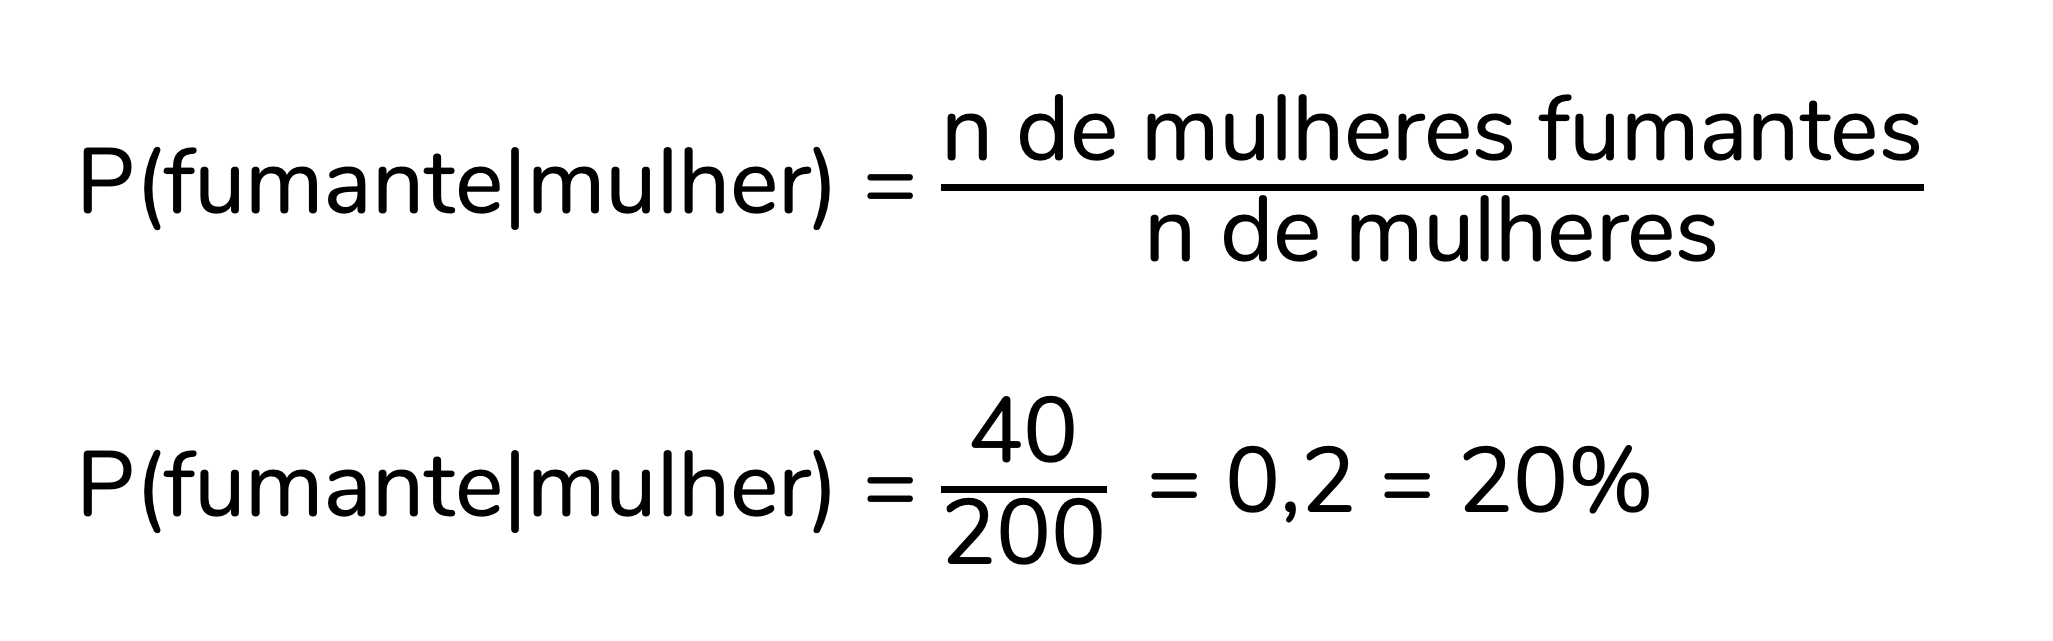 P(fumante|mulher) = n de mulheres fumantes / n de mulheres
P(fumante|mulher) = 40 / 200 = 0,2 = 20%